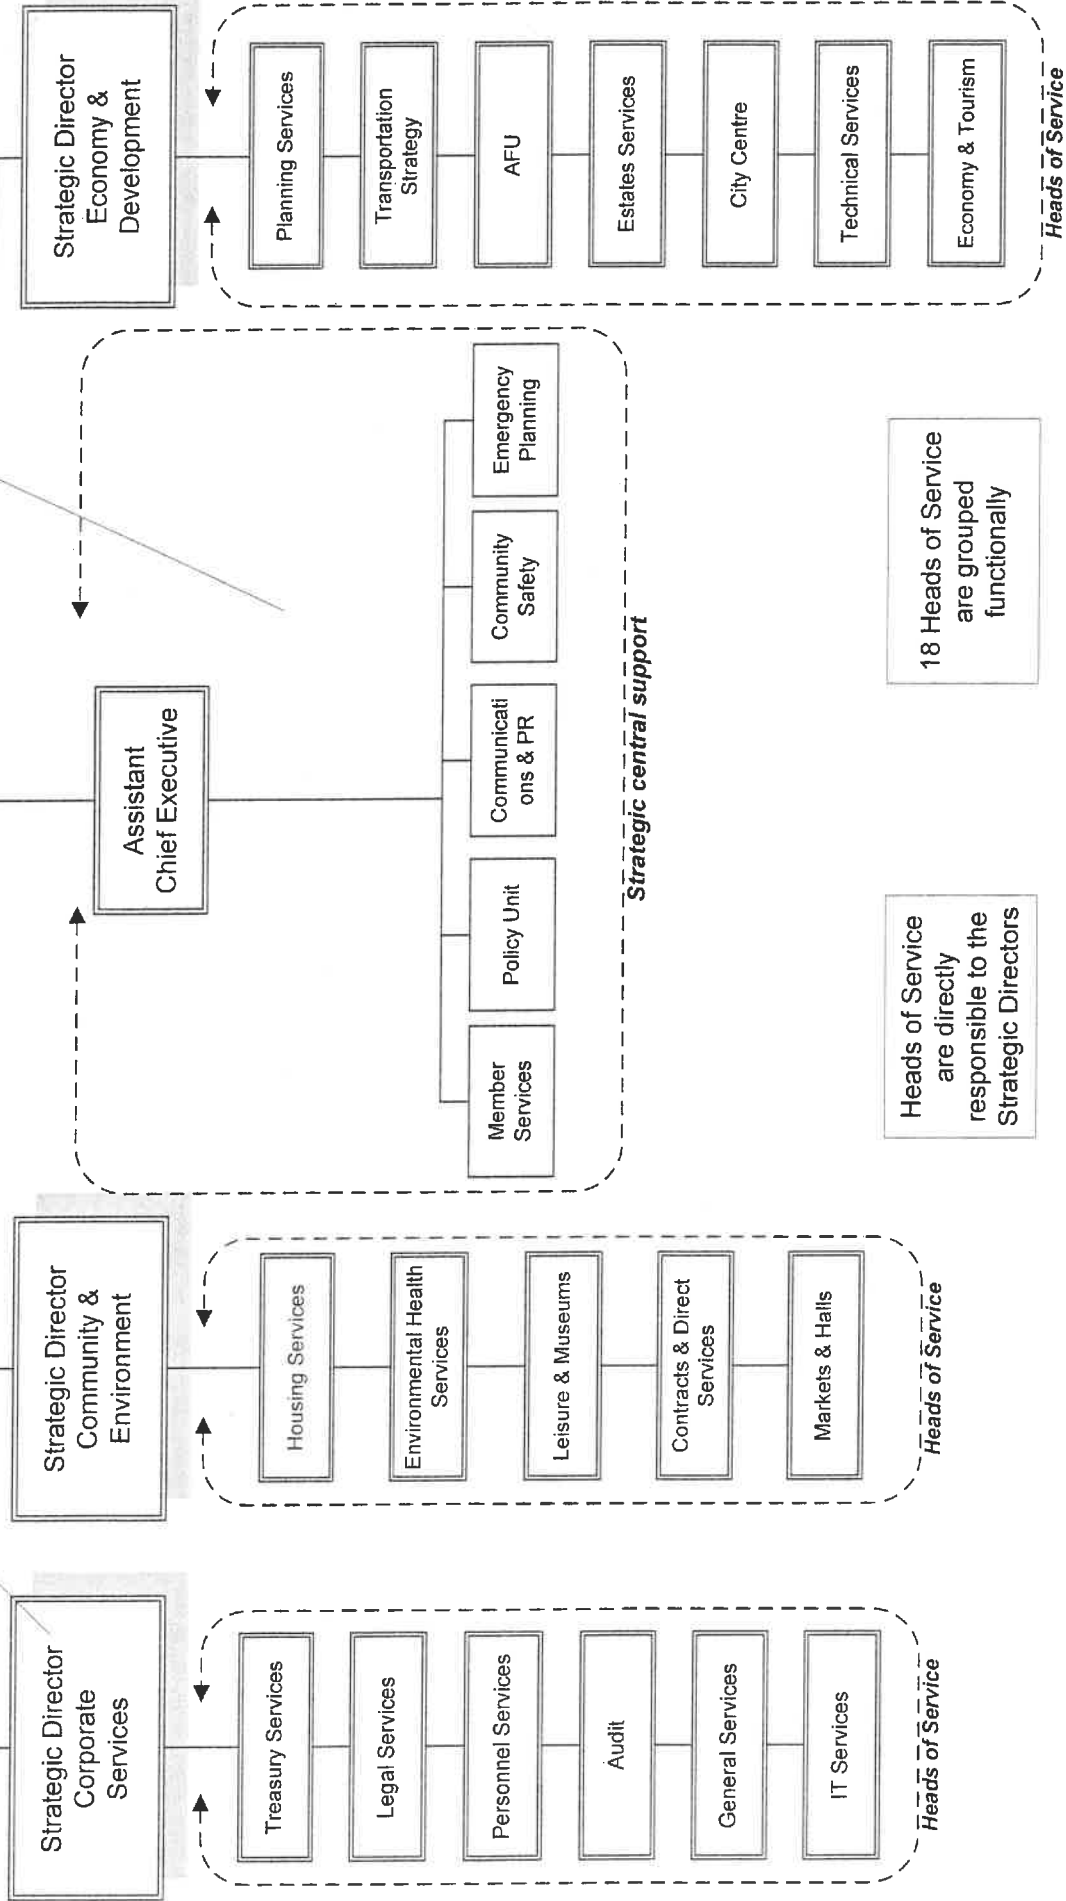 Strategic Director
Corporate
Services
Treasury Services
Legal Services
Personnel Services
Audit
General Services
IT Services
Heads of Service
Strategic Director
Community &
Environment
Housing Services
Environmental Health
Services
Leisure & Museums
Contracts & Direct
Services
Markets & Halls
Heads of Service
Assistant
Chief Executive
Member
Services
Policy Unit
Communicati
ons & PR
Community
Safety
Emergency
Planning
Strategic central support
Strategic Director
Economy &
Development
Planning Services
Transportation
Strategy
AFU
Estates Services
City Centre
Technical Services
Economy & Tourism
Heads of Service
Heads of Service
are directly
responsible to the
Strategic Directors
18 Heads of Service
are grouped
functionally